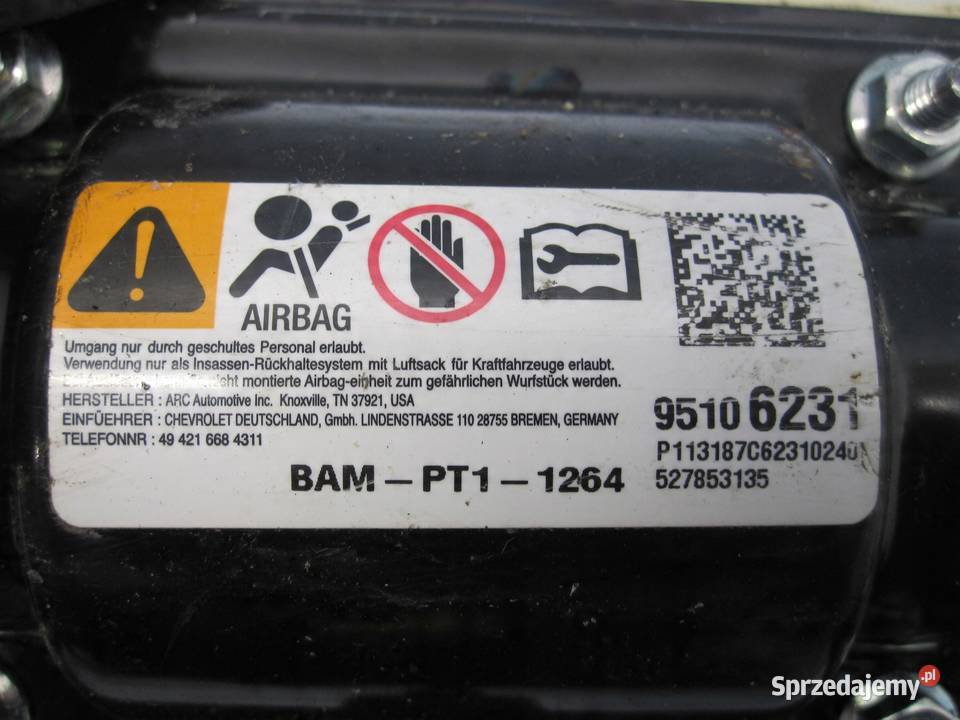 AIRBAG
Umgang nur durch geschultes Personal erlaubt.
Verwendung nur als Insassen-Rückhaltesystem mit Luftsack für Kraftfahrzeuge erlaubt.
montierte Airbag-einheit zum gefährlichen Wurfstück werden.
HERSTELLER : ARC Automotive Inc. Knoxville, TN 37921, USA
EINFÜEHRER : CHEVROLET DEUTSCHLAND, Gmbh. LINDENSTRASSE 110 28755 BREMEN, GERMANY
TELEFONNR : 49 421 668 4311
BAM – PT1 – 1264
9510 6231
P113187C62310240
527853135
Sprzedajemy.pl